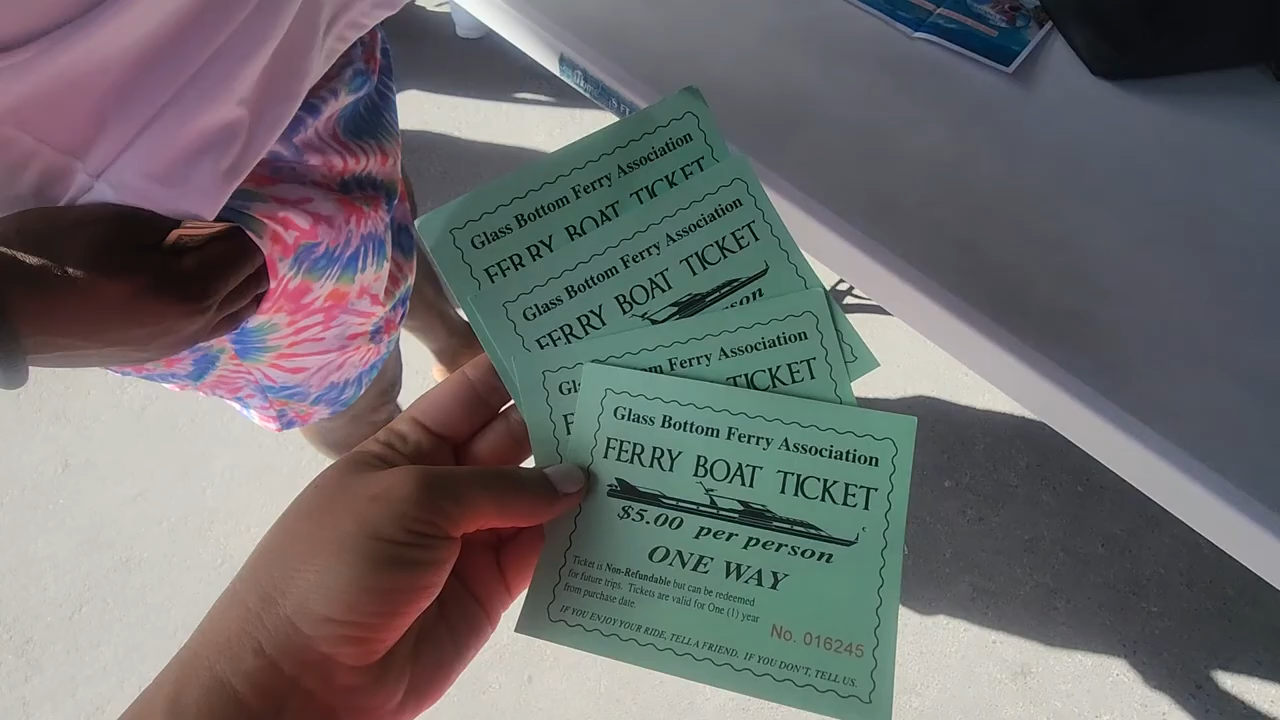 Glass Bottom Ferry Association
FERRY BOAT TICKET
Glass Bottom Ferry Association
FERRY BOAT TICKET
son
Ferry Association
TICKET
Glass Bottom Ferry Association
FERRY BOAT TICKET
$5.00 per person
ONE WAY
Ticket is Non-Refundable but can be redeemed
for future trips. Tickets are valid for One (1) year
from purchase date.
No. 016245
IF YOU ENJOY YOUR RIDE, TELL A FRIEND. IF YOU DON'T, TELL US.